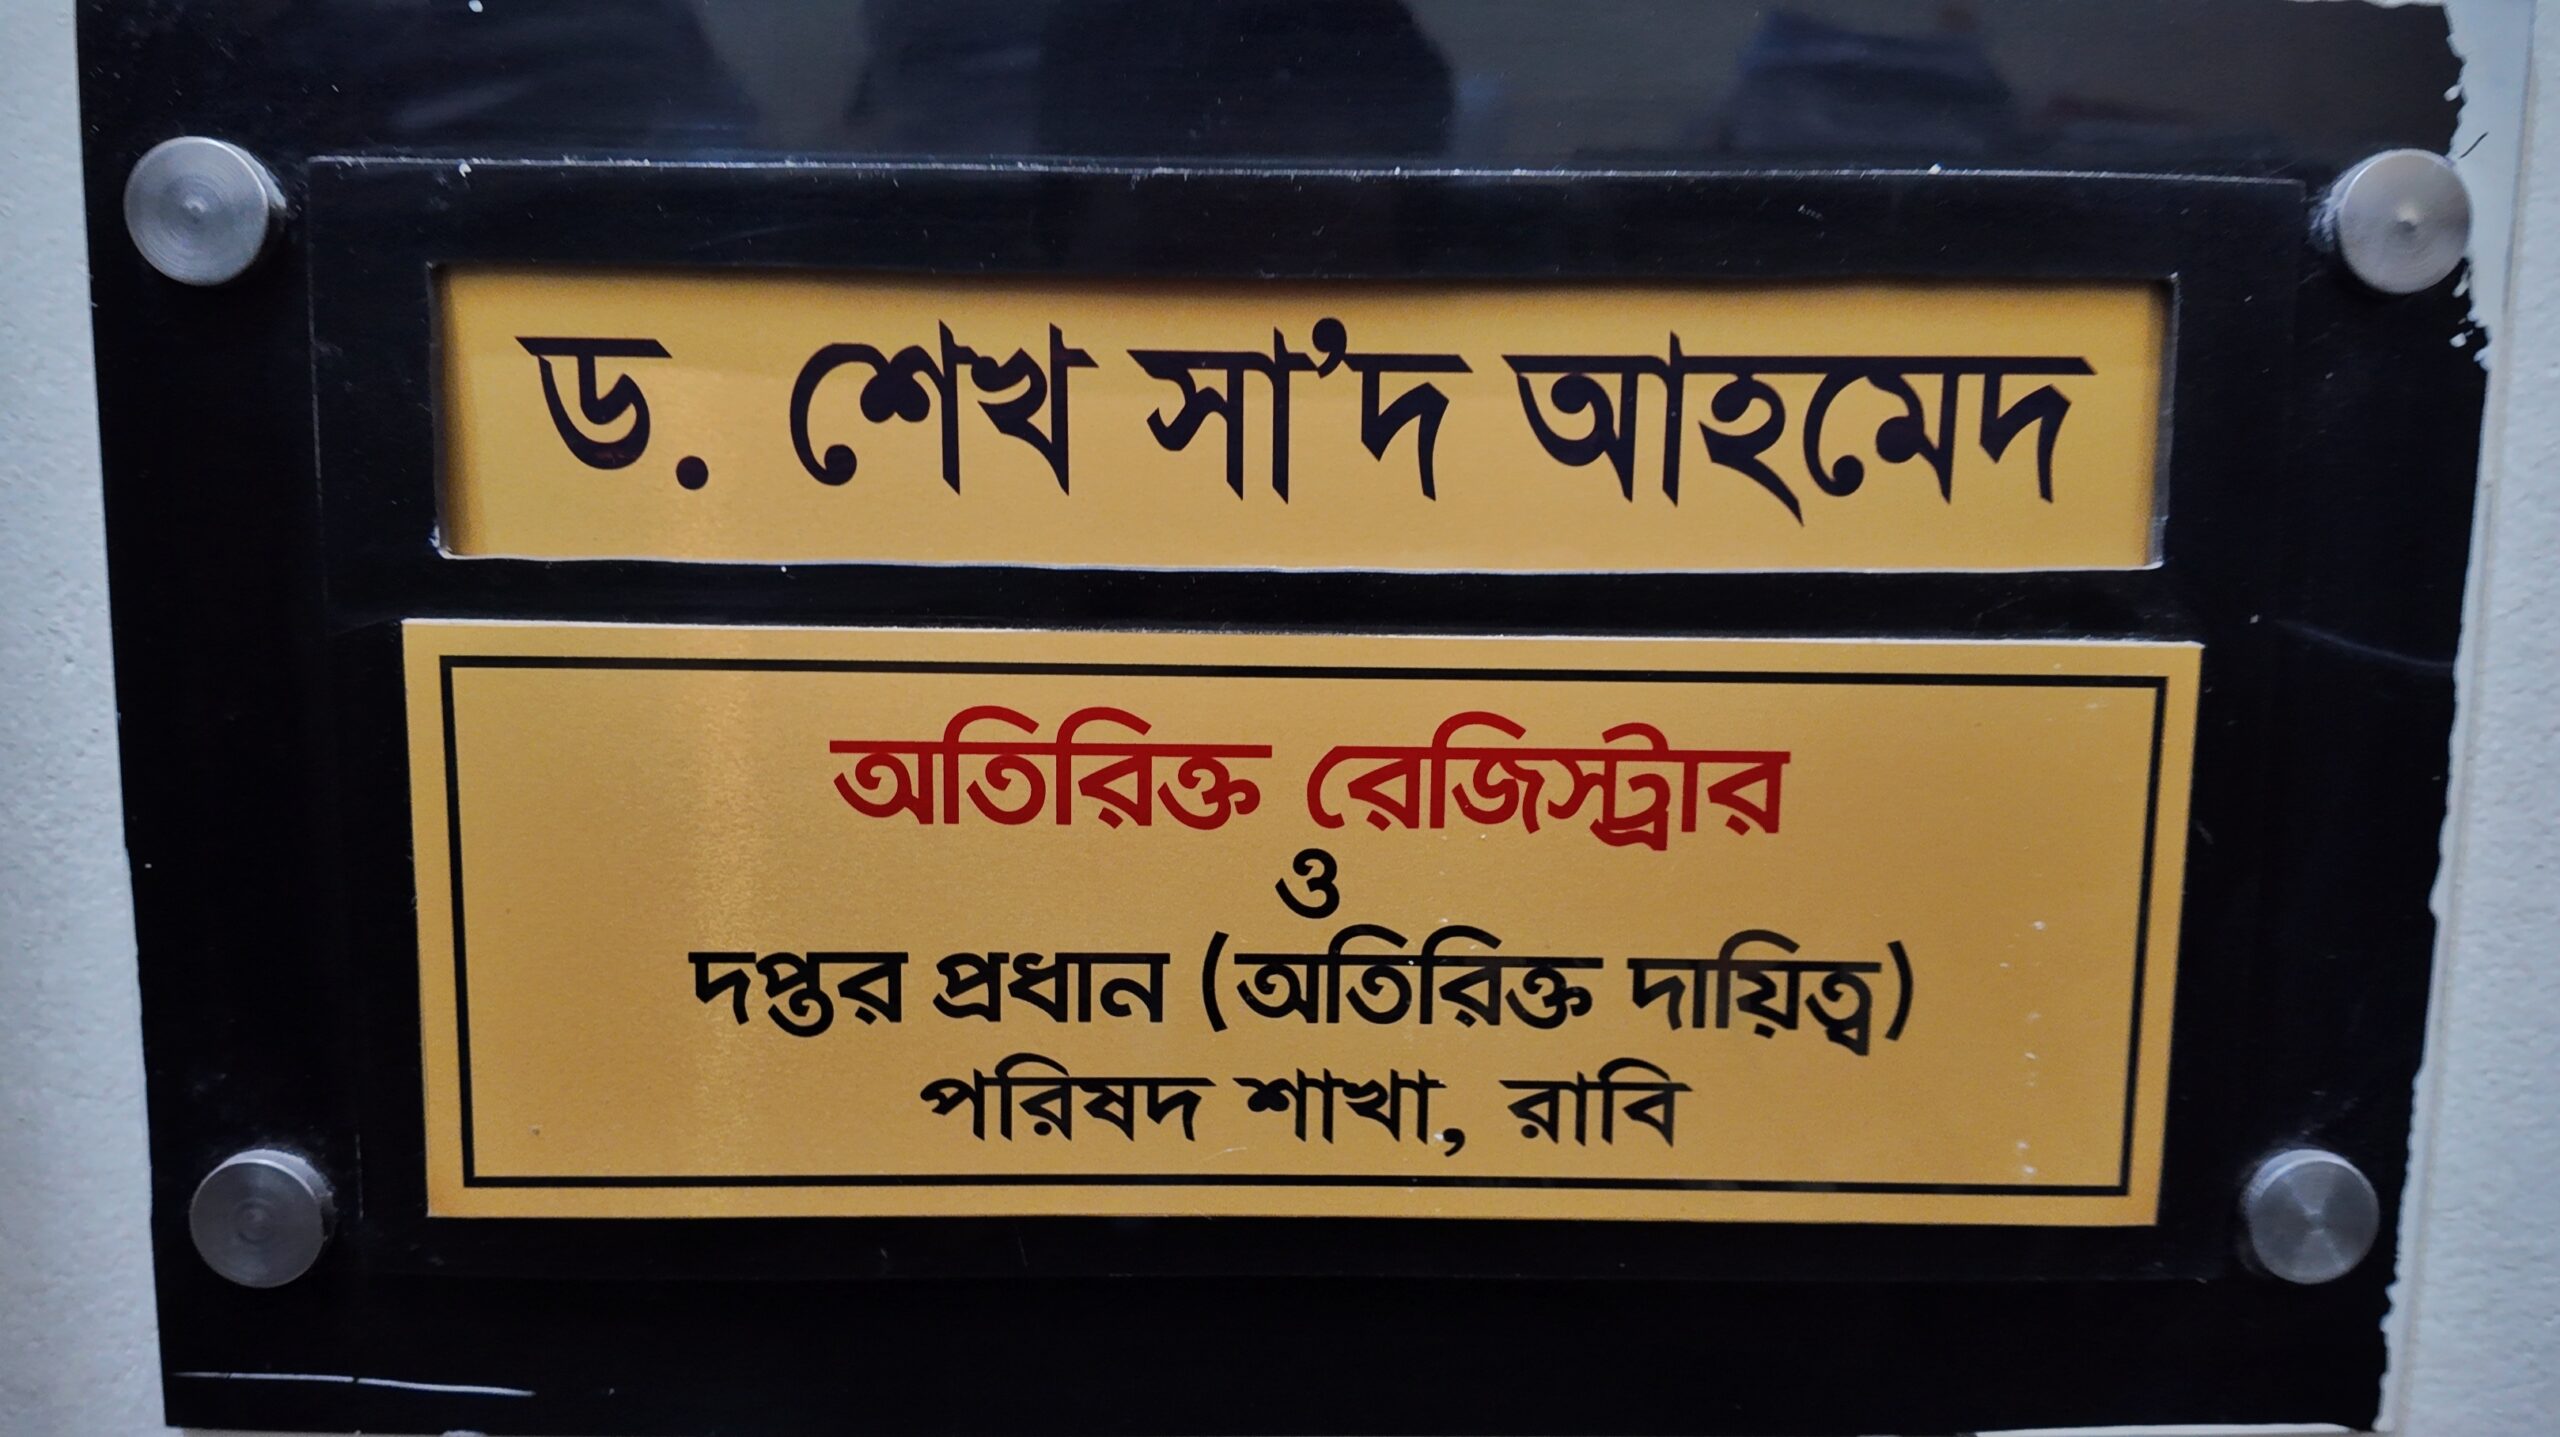 ড. শেখ সা’দ আহমেদ
অতিরিক্ত রেজিস্ট্রার
ও
দপ্তর প্রধান (অতিরিক্ত দায়িত্ব)
পরিষদ শাখা, রাবি